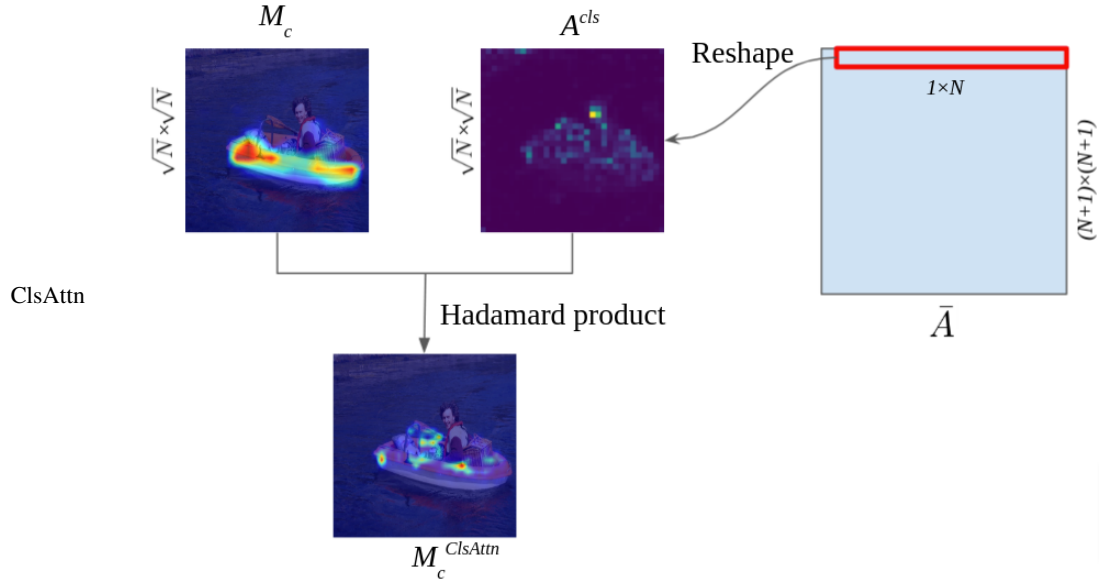 M_c
A^{cls}
Reshape
√N×√N
√N×√N
1×N
(N+1)×(N+1)
ClsAttn
Hadamard product
Ā
M_c^{ClsAttn}